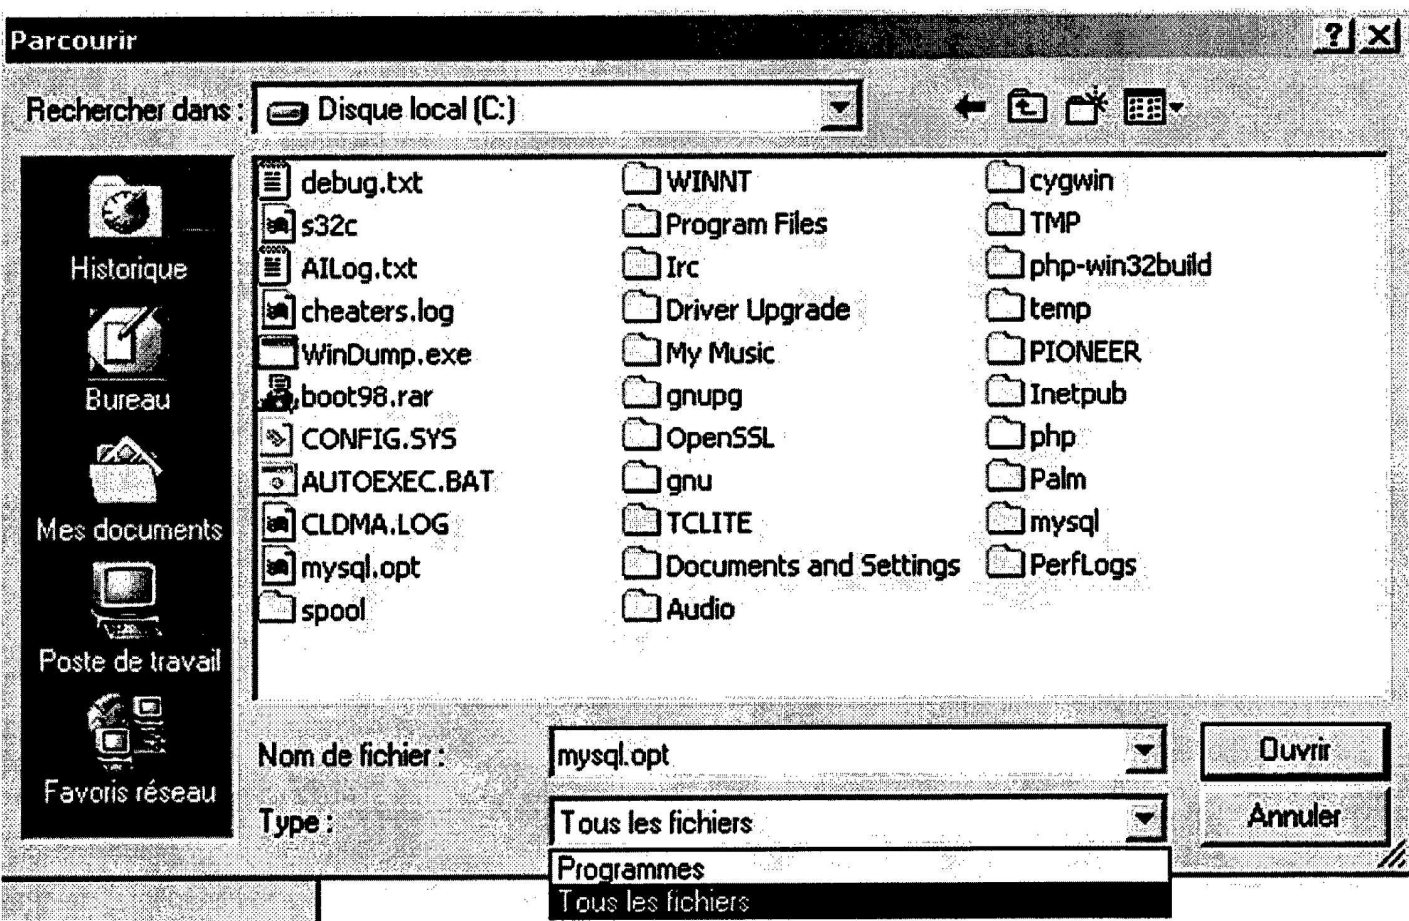 Parcourir
Rechercher dans :
Disque local (C:)
Historique
Bureau
Mes documents
Poste de travail
Favoris réseau
debug.txt
s32c
AILog.txt
cheaters.log
WinDump.exe
boot98.rar
CONFIG.SYS
AUTOEXEC.BAT
CLDMA.LOG
mysql.opt
spool
WINNT
Program Files
Irc
Driver Upgrade
My Music
gnupg
OpenSSL
gnu
TCLITE
Documents and Settings
Audio
cygwin
TMP
php-win32build
temp
PIONEER
Inetpub
php
Palm
mysql
PerfLogs
Nom de fichier :
mysql.opt
Ouvrir
Type :
Tous les fichiers
Annuler
Programmes
Tous les fichiers